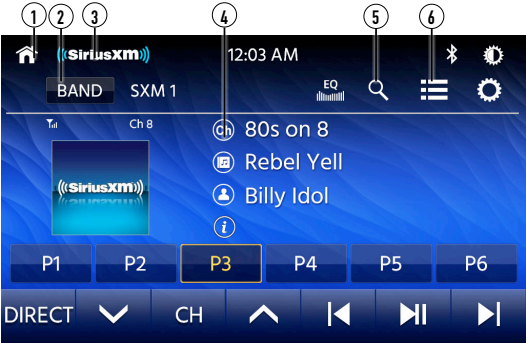 1 2 3 4 5 6
((SiriusXM)) 12:03 AM
BAND SXM 1 EQ
Ch 8
Ch 80s on 8
Rebel Yell
((SiriusXM))
Billy Idol
i
P1 P2 P3 P4 P5 P6
DIRECT CH